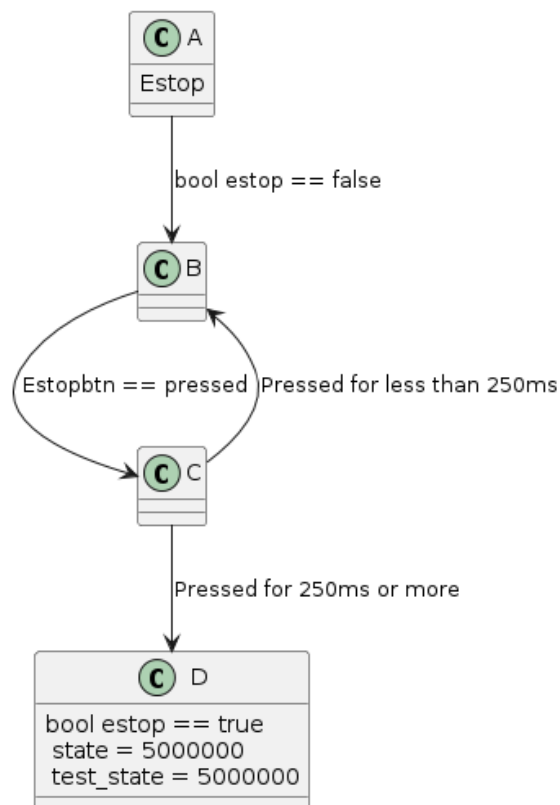 C A
Estop
bool estop == false
C B
Estopbtn == pressed
Pressed for less than 250ms
C C
Pressed for 250ms or more
C D
bool estop == true
state = 5000000
test_state = 5000000